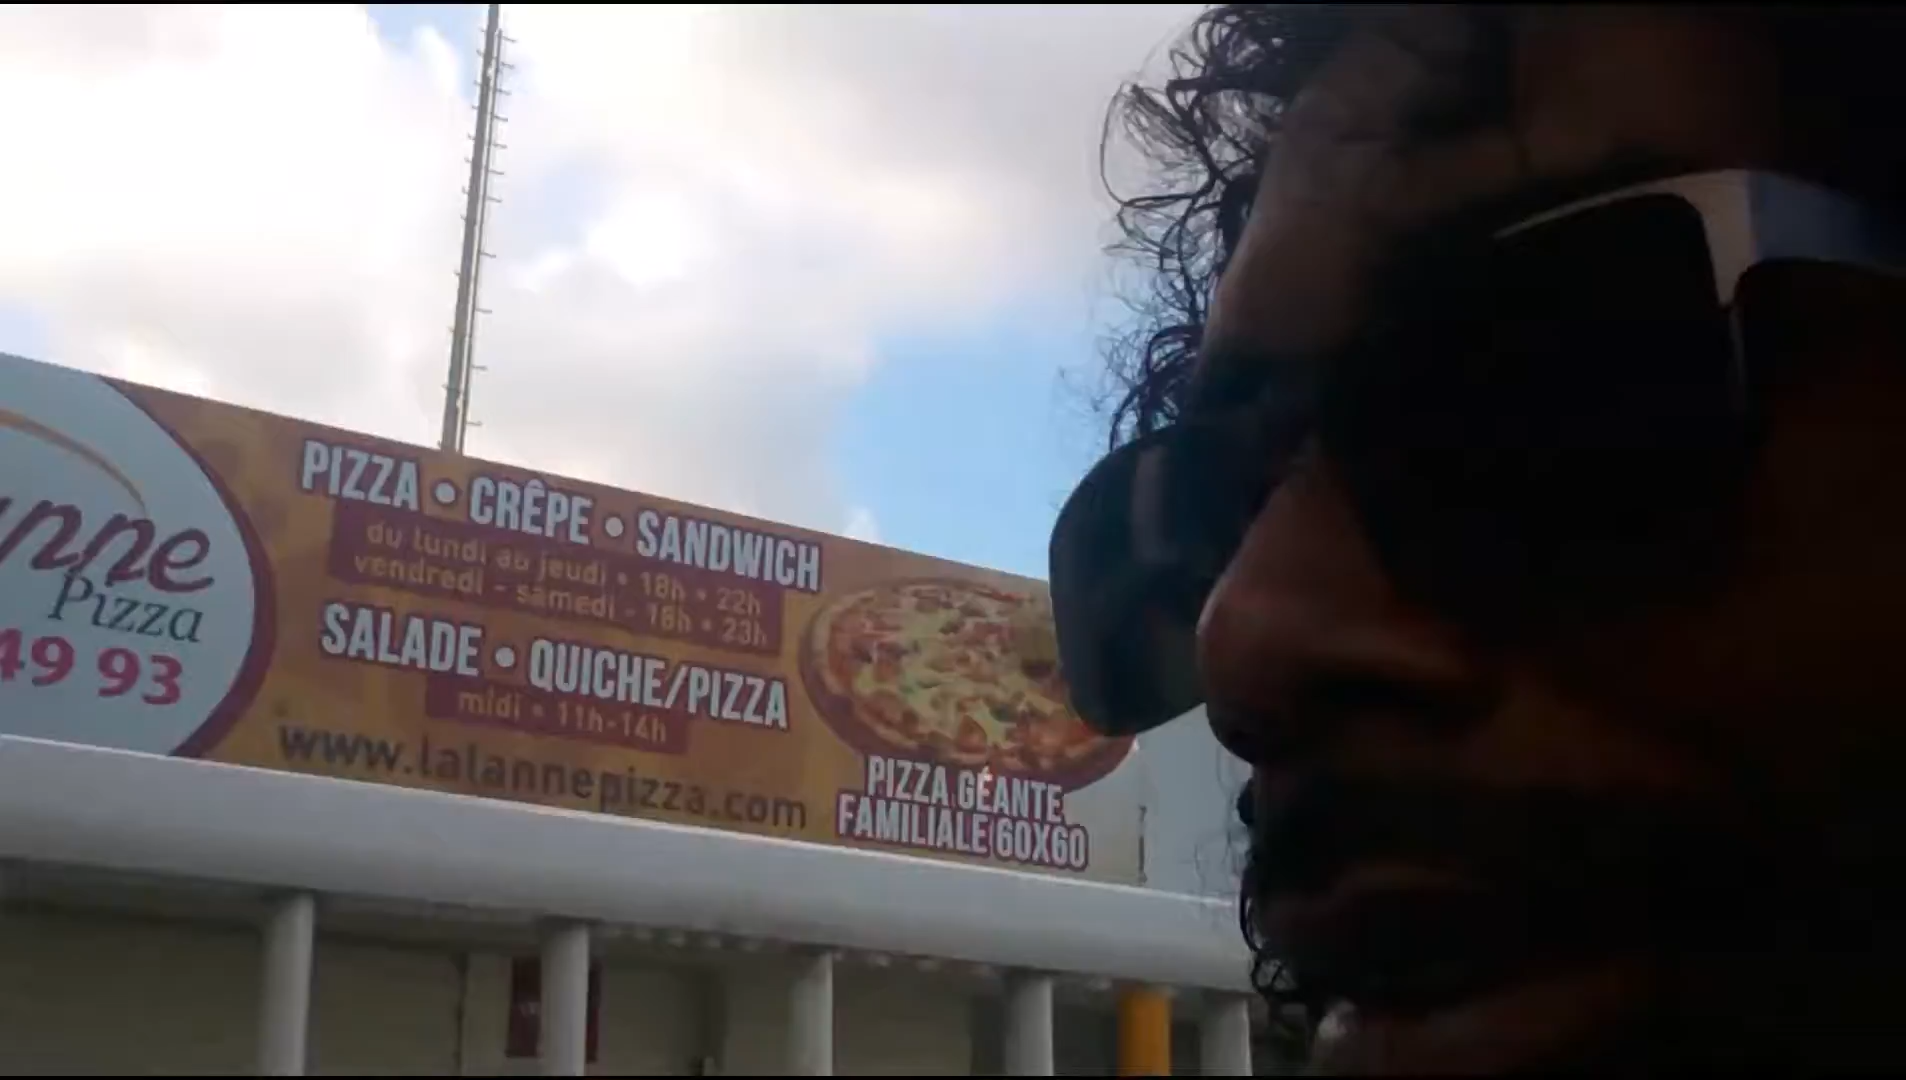 anne
Pizza
49 93
PIZZA • CRÊPE • SANDWICH
du lundi au jeudi • 18h • 22h
vendredi - samedi - 18h • 23h
SALADE • QUICHE/PIZZA
midi • 11h-14h
www.lalannepizza.com
PIZZA GÉANTE
FAMILIALE 60X60